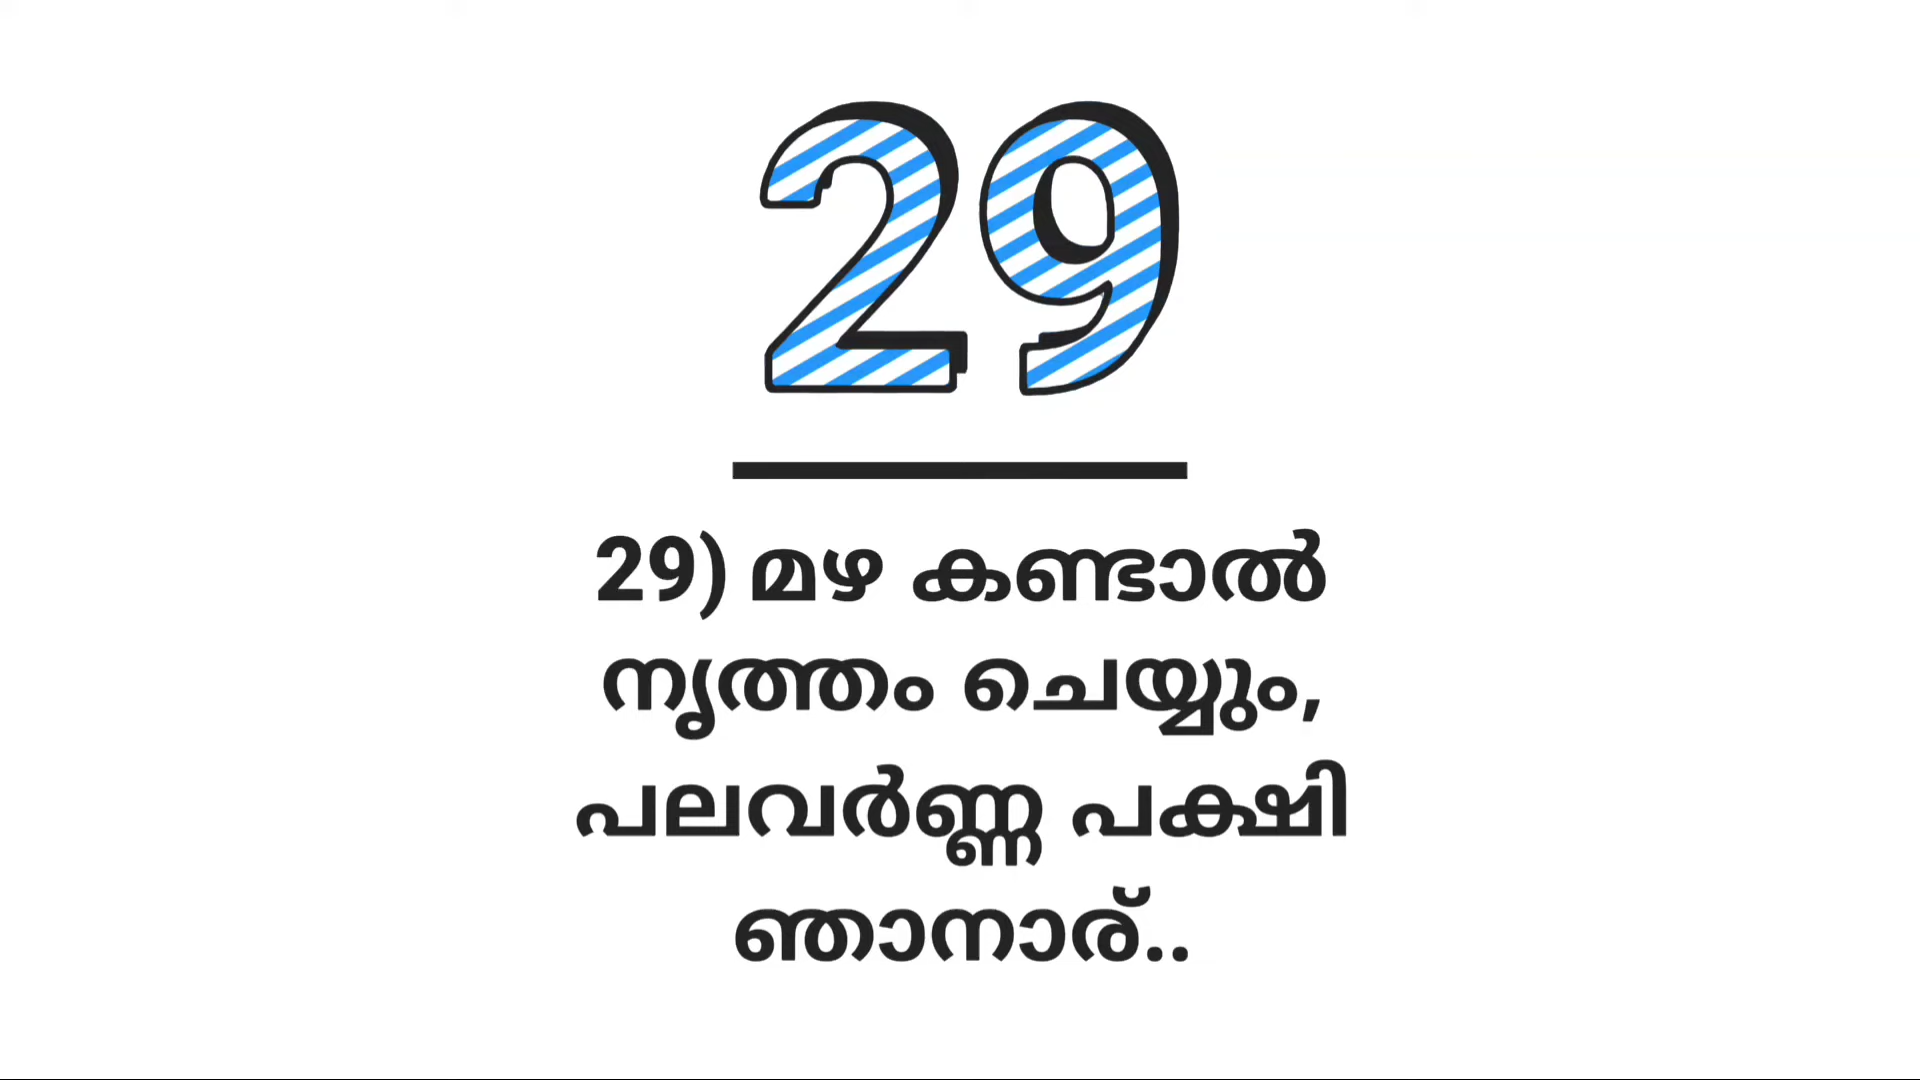 29
29) മഴ കണ്ടാൽ
നൃത്തം ചെയ്യും,
പലവർണ്ണ പക്ഷി
ഞാനാര്..